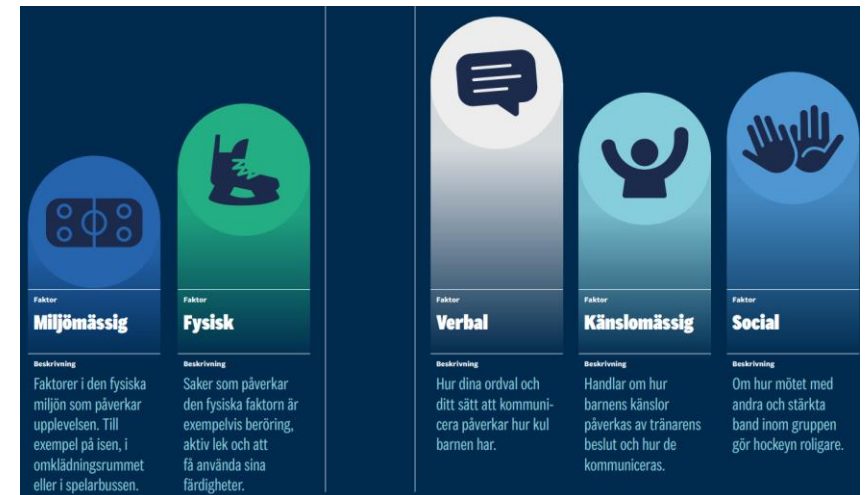 Faktor
Miljömässig
Beskrivning
Faktorer i den fysiska
miljön som påverkar
upplevelsen. Till
exempel på isen, i
omklädningsrummet
eller i spelarbussen.
Faktor
Fysisk
Beskrivning
Saker som påverkar
den fysiska faktorn är
exempelvis beröring,
aktiv lek och att
få använda sina
färdigheter.
Faktor
Verbal
Beskrivning
Hur dina ordval och
ditt sätt att kommuni-
cera påverkar hur kul
barnen har.
Faktor
Känslomässig
Beskrivning
Handlar om hur
barnens känslor
påverkas av tränarens
beslut och hur de
kommuniceras.
Faktor
Social
Beskrivning
Om hur mötet med
andra och stärkta
band inom gruppen
gör hockeyn roligare.